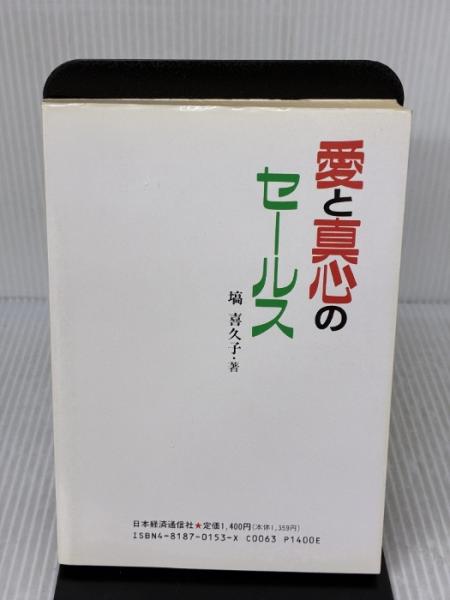 愛と真心の
セールス
塙 喜久子・著
日本経済通信社★定価1,400円(本体1,359円)
ISBN4-8187-0153-X C0063 P1400E